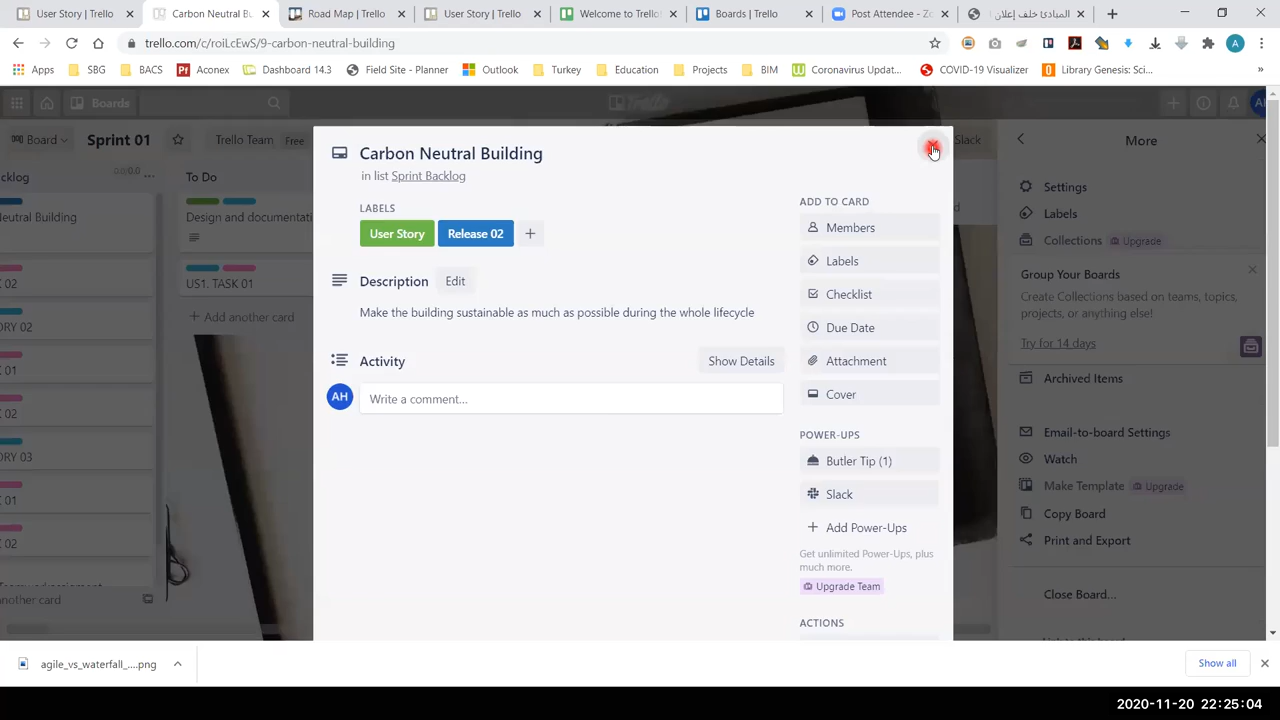 User Story | Trello
Carbon Neutral Bu
Road Map | Trello
User Story | Trello
Welcome to Trello!
Boards | Trello
Post Attendee - Zo
المبادئ خلف إعلان
trello.com/c/roiLcEwS/9-carbon-neutral-building
A
Apps
SBG
BACS
Aconex
Dashboard 14.3
Field Site - Planner
Outlook
Turkey
Education
Projects
BIM
Coronavirus Updat...
COVID-19 Visualizer
Library Genesis: Sci...
»
Boards
Trello
Board
Sprint 01
Trello Team
Free
Slack
More
klog
0/0/0
...
To Do
Neutral Building
Design and documentati
K 02
US1. TASK 01
ORY 02
+ Add another card
K 01
K 02
ORY 03
K 01
K 02
another card
Carbon Neutral Building
in list Sprint Backlog
LABELS
User Story
Release 02
+
Description
Edit
Make the building sustainable as much as possible during the whole lifecycle
Activity
Show Details
AH
Write a comment...
ADD TO CARD
Members
Labels
Checklist
Due Date
Attachment
Cover
POWER-UPS
Butler Tip (1)
Slack
+ Add Power-Ups
Get unlimited Power-Ups, plus
much more.
Upgrade Team
ACTIONS
Settings
Labels
Collections
Upgrade
Group Your Boards
Create Collections based on teams, topics,
projects, or anything else!
Try for 14 days
Archived Items
Email-to-board Settings
Watch
Make Template
Upgrade
Copy Board
Print and Export
Close Board...
agile_vs_waterfall_....png
Show all
2020-11-20 22:25:04